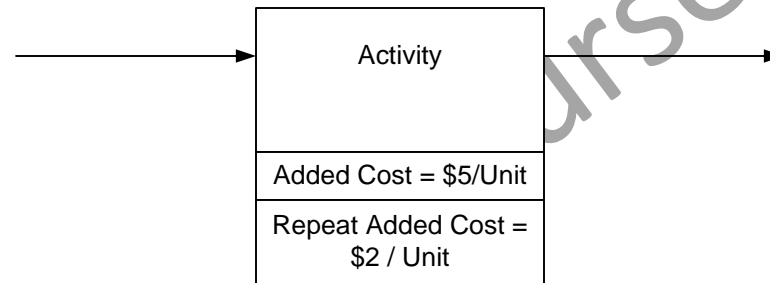 Activity
Added Cost = $5/Unit
Repeat Added Cost =
$2 / Unit